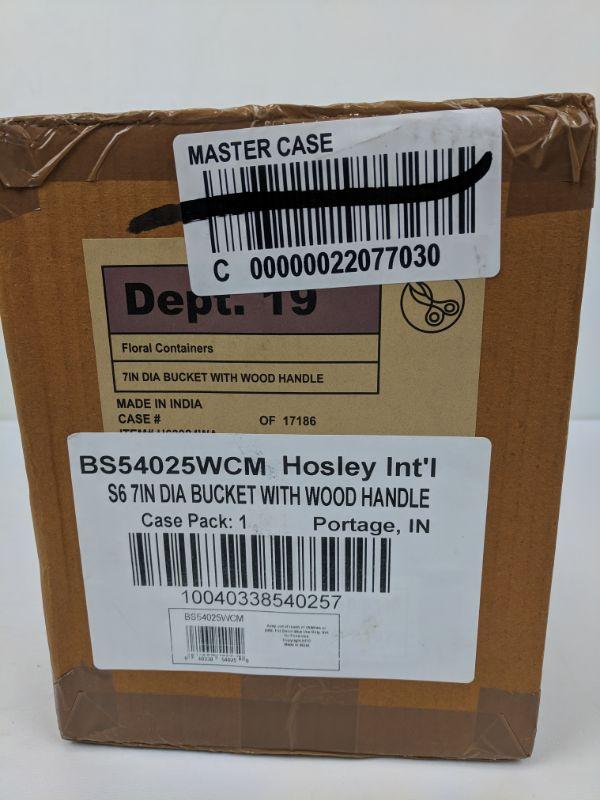 MASTER CASE
C 00000022077030
Dept. 19
Floral Containers
7IN DIA BUCKET WITH WOOD HANDLE
MADE IN INDIA
CASE # OF 17186
BS54025WCM Hosley Int'l
S6 7IN DIA BUCKET WITH WOOD HANDLE
Case Pack: 1 Portage, IN
10040338540257
BS54025WCM